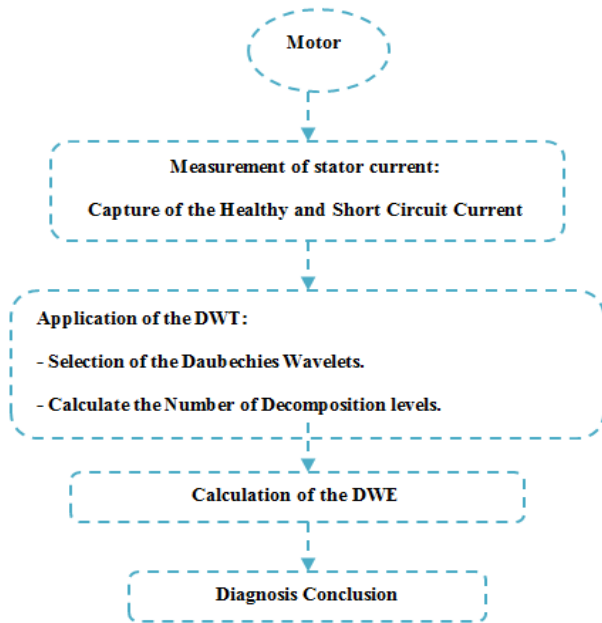 Motor
Measurement of stator current:
Capture of the Healthy and Short Circuit Current
Application of the DWT:
- Selection of the Daubechies Wavelets.
- Calculate the Number of Decomposition levels.
Calculation of the DWE
Diagnosis Conclusion